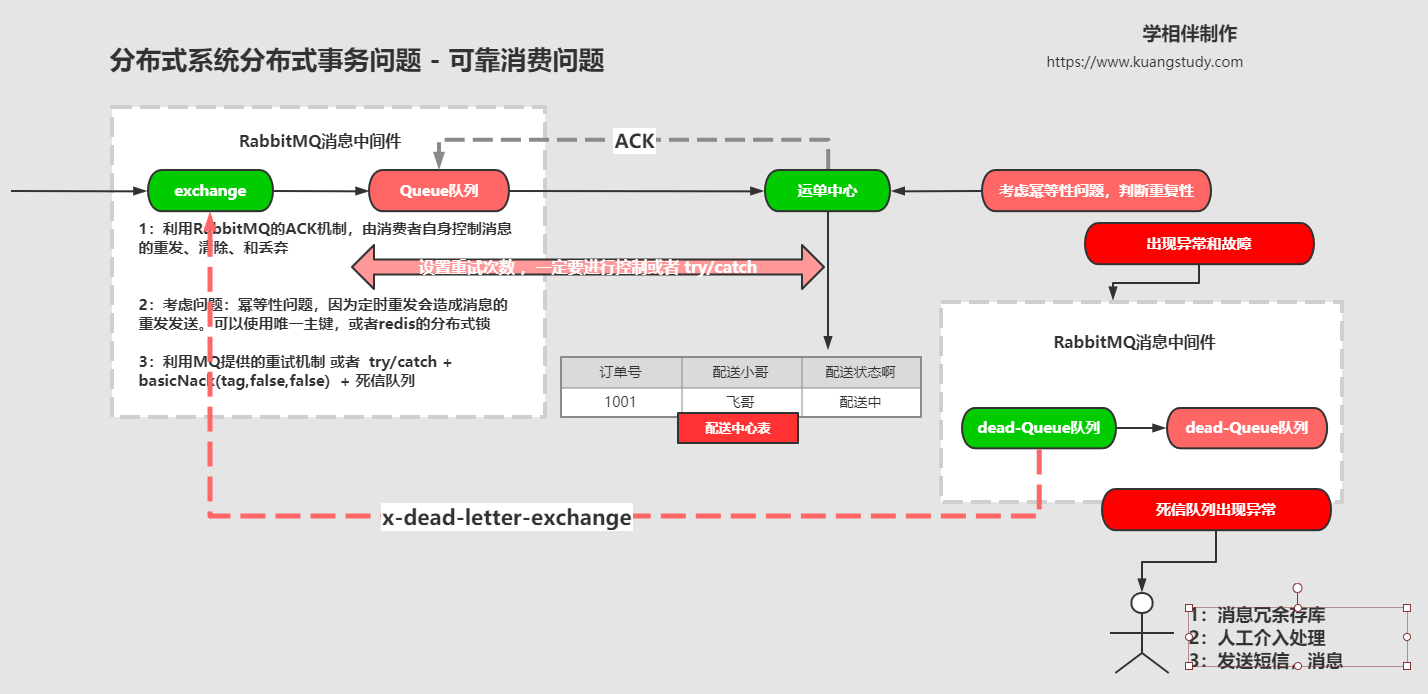 学相伴制作
https://www.kuangstudy.com
分布式系统分布式事务问题 - 可靠消费问题
RabbitMQ消息中间件
ACK
exchange
Queue队列
运单中心
考虑幂等性问题，判断重复性
1：利用RabbitMQ的ACK机制，由消费者自身控制消息
的重发、清除、和丢弃
设置重试次数 ，一定要进行控制或者 try/catch
2：考虑问题：幂等性问题，因为定时重发会造成消息的
重发发送。可以使用唯一主键，或者redis的分布式锁
3：利用MQ提供的重试机制 或者 try/catch +
basicNack(tag,false,false) + 死信队列
出现异常和故障
RabbitMQ消息中间件
订单号 配送小哥 配送状态啊
1001 飞哥 配送中
配送中心表
dead-Queue队列
dead-Queue队列
x-dead-letter-exchange
死信队列出现异常
1：消息冗余存库
2：人工介入处理
3：发送短信，消息